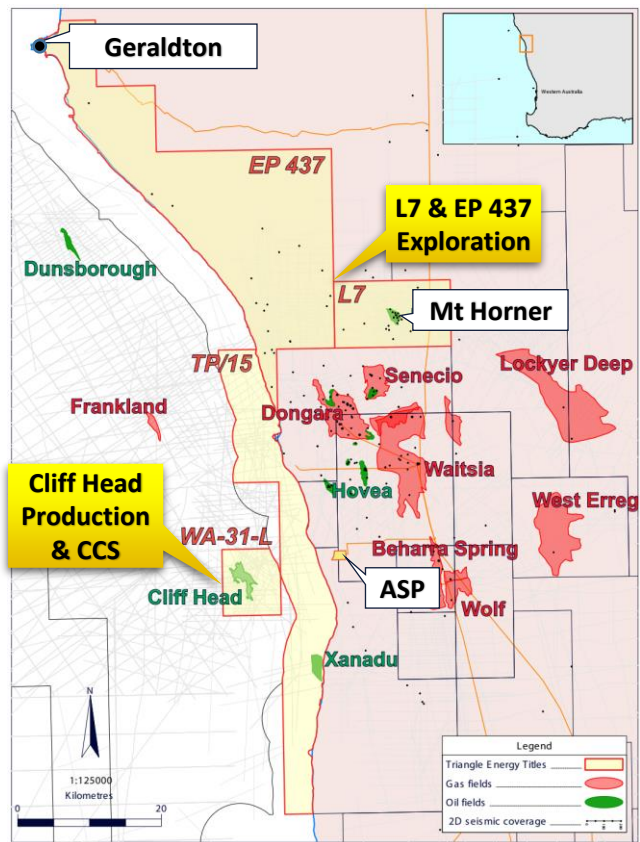 Geraldton
Western Australia
EP 437
L7 & EP 437
Exploration
Dunsborough
L7
Mt Horner
TP/15
Senecio
Lockyer Deep
Frankland
Dongara
Waitsia
Cliff Head
Production
& CCS
Hovea
West Erreg
WA-31-L
Beharra Spring
ASP
Cliff Head
Wolf
Xanadu
N
1:125000
Kilometres
0
20
Legend
Triangle Energy Titles
Gas fields
Oil fields
2D seismic coverage